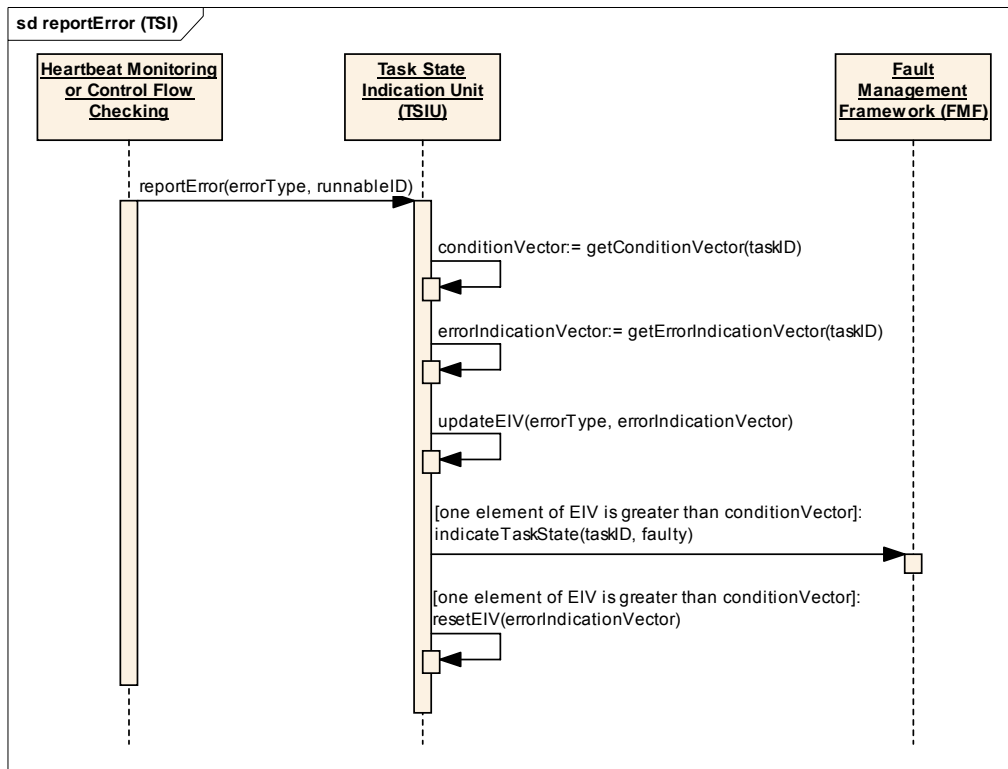 sd reportError (TSI)
Heartbeat Monitoring
or Control Flow
Checking
Task State
Indication Unit
(TSIU)
Fault
Management
Framework (FMF)
reportError(errorType, runnableID)
conditionVector:= getConditionVector(taskID)
errorIndicationVector:= getErrorIndicationVector(taskID)
updateEIV(errorType, errorIndicationVector)
[one element of EIV is greater than conditionVector]:
indicateTaskState(taskID, faulty)
[one element of EIV is greater than conditionVector]:
resetEIV(errorIndicationVector)